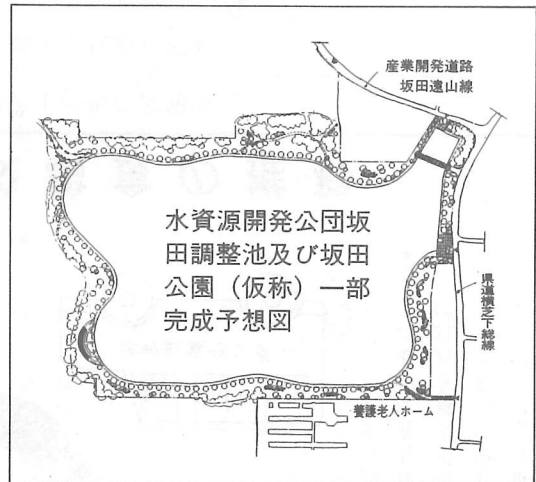 産業開発道路
坂田遠山線
水資源開発公団坂
田調整池及び坂田
公園（仮称）一部
完成予想図
県道横芝下総線
養護老人ホーム